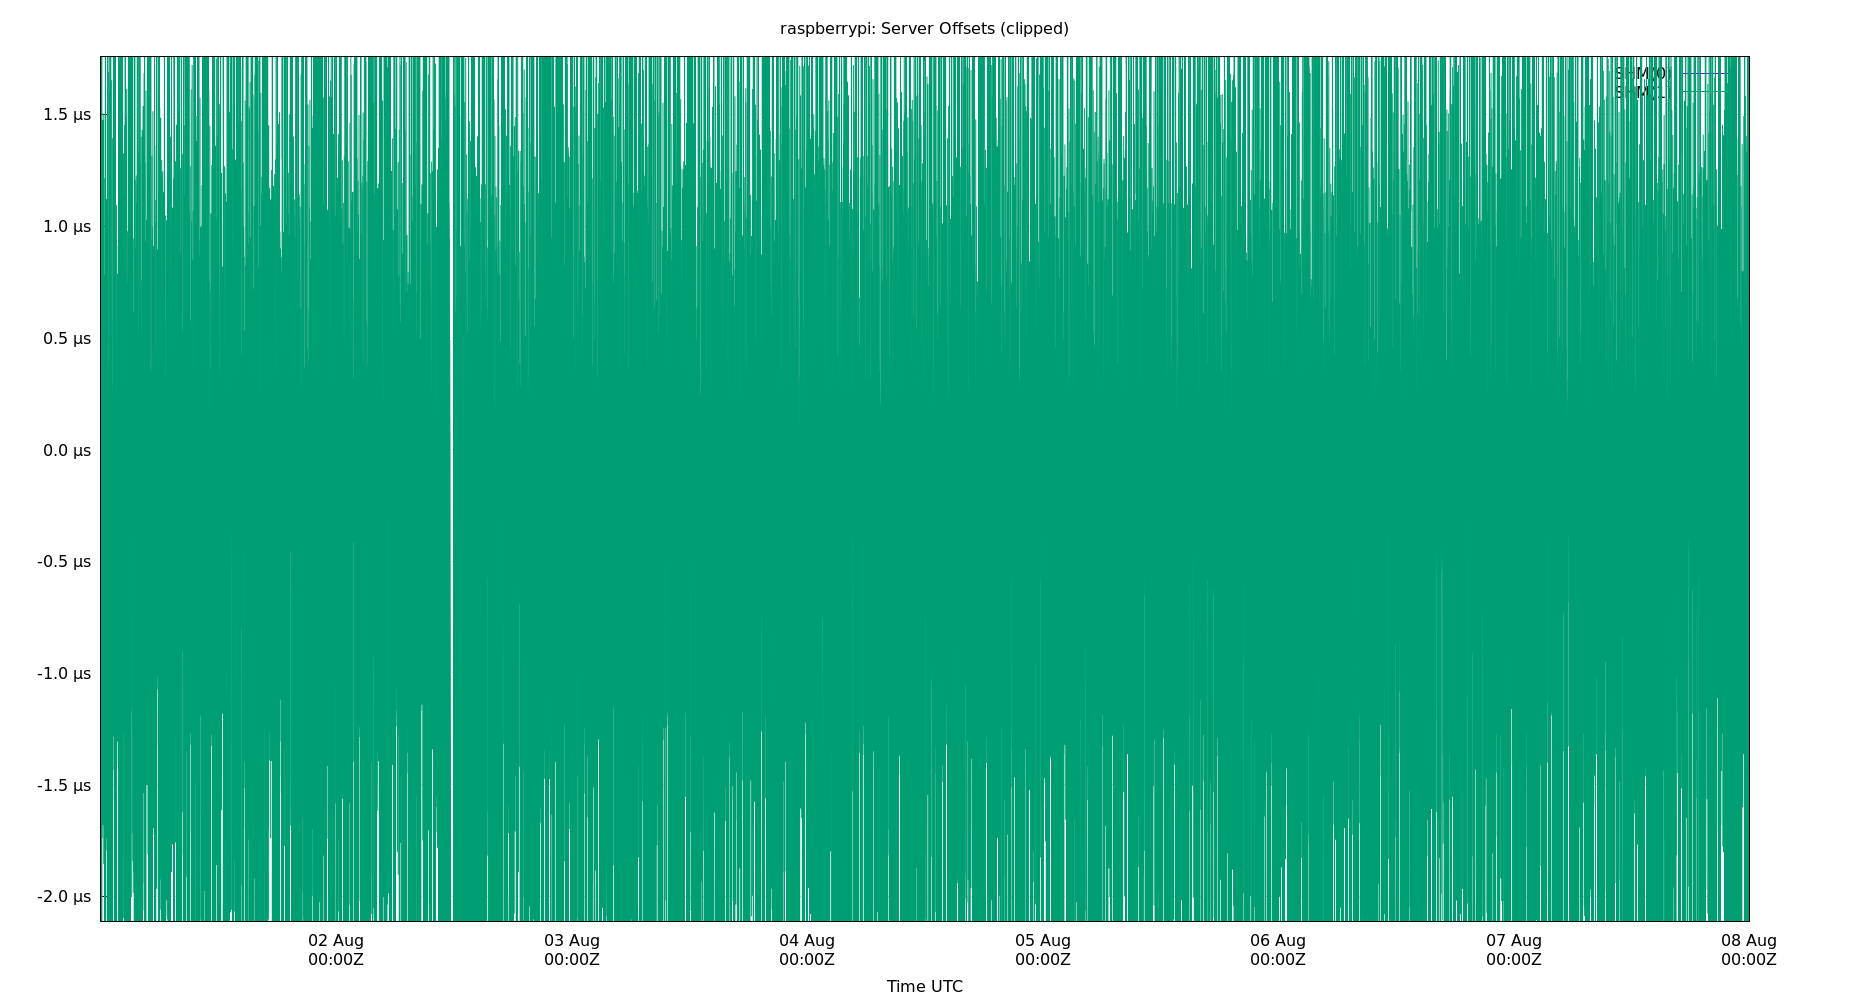 raspberrypi: Server Offsets (clipped)
SHM(0)
1.5 µs
1.0 µs
0.5 µs
0.0 µs
-0.5 µs
-1.0 µs
-1.5 µs
-2.0 µs
02 Aug 03 Aug 04 Aug 05 Aug 06 Aug 07 Aug 08 Aug
00:00Z 00:00Z 00:00Z 00:00Z 00:00Z 00:00Z 00:00Z
Time UTC